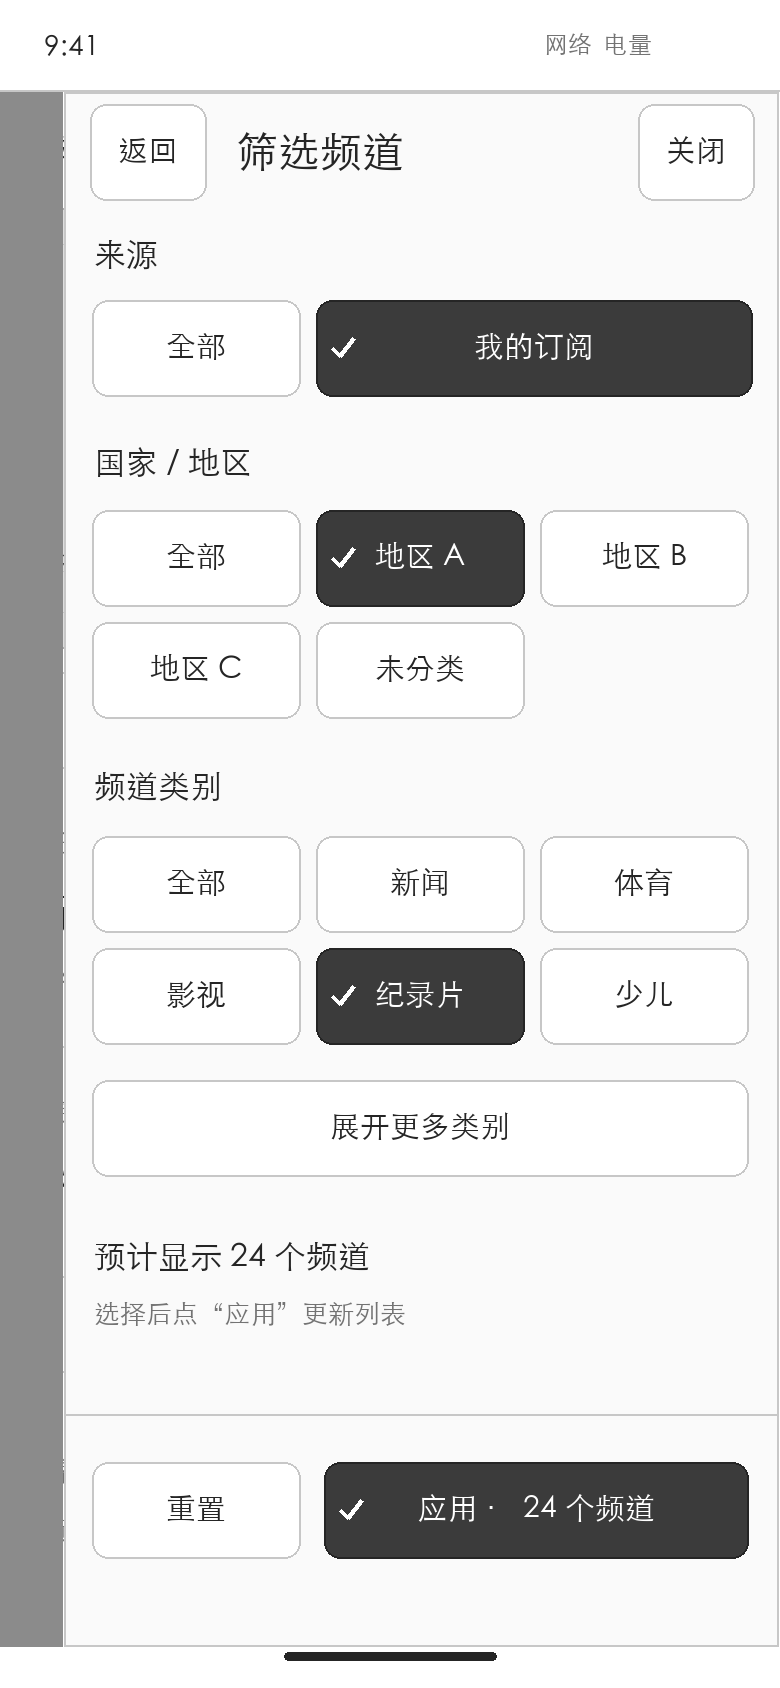 9:41 网络 电量
返回 筛选频道 关闭
来源
全部 我的订阅
国家 / 地区
全部 地区 A 地区 B
地区 C 未分类
频道类别
全部 新闻 体育
影视 纪录片 少儿
展开更多类别
预计显示 24 个频道
选择后点“应用”更新列表
重置 应用 · 24 个频道